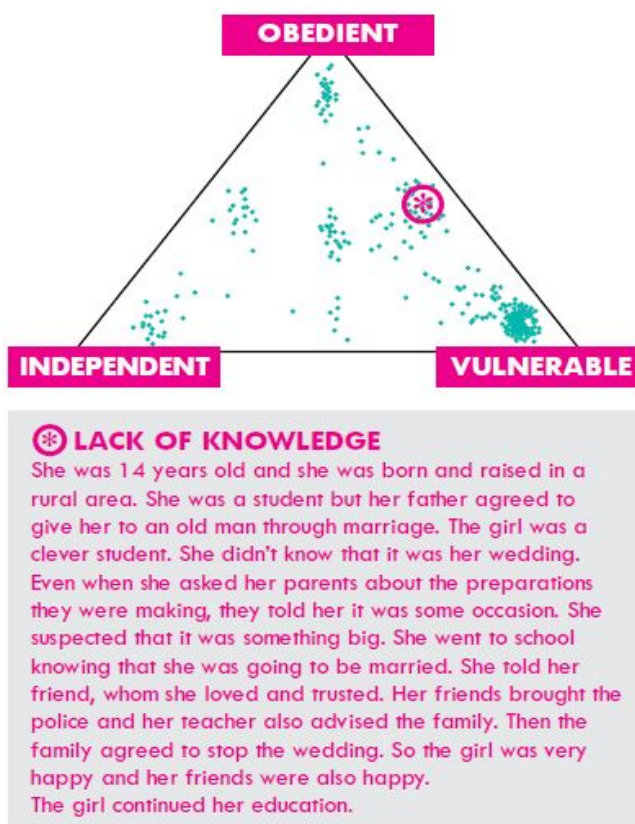 OBEDIENT
INDEPENDENT
VULNERABLE
LACK OF KNOWLEDGE
She was 14 years old and she was born and raised in a
rural area. She was a student but her father agreed to
give her to an old man through marriage. The girl was a
clever student. She didn't know that it was her wedding.
Even when she asked her parents about the preparations
they were making, they told her it was some occasion. She
suspected that it was something big. She went to school
knowing that she was going to be married. She told her
friend, whom she loved and trusted. Her friends brought the
police and her teacher also advised the family. Then the
family agreed to stop the wedding. So the girl was very
happy and her friends were also happy.
The girl continued her education.